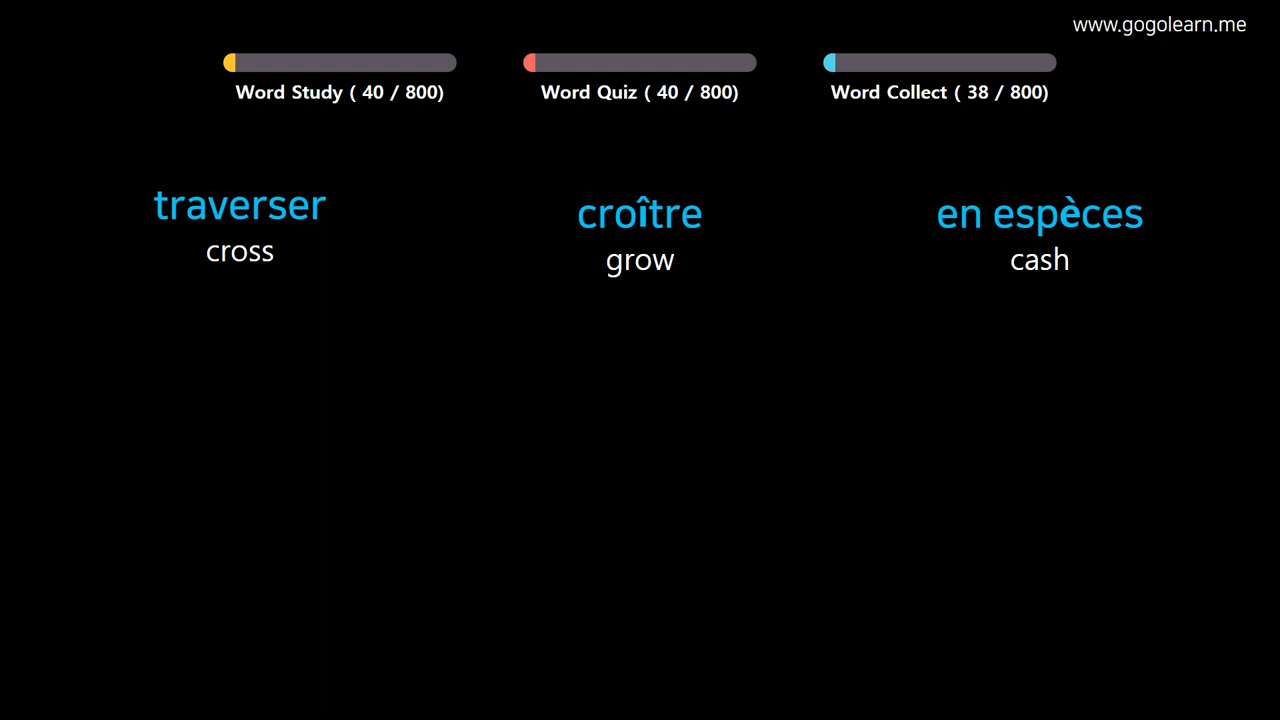 www.gogolearn.me
Word Study ( 40 / 800)
Word Quiz ( 40 / 800)
Word Collect ( 38 / 800)
traverser
cross
croître
grow
en espèces
cash